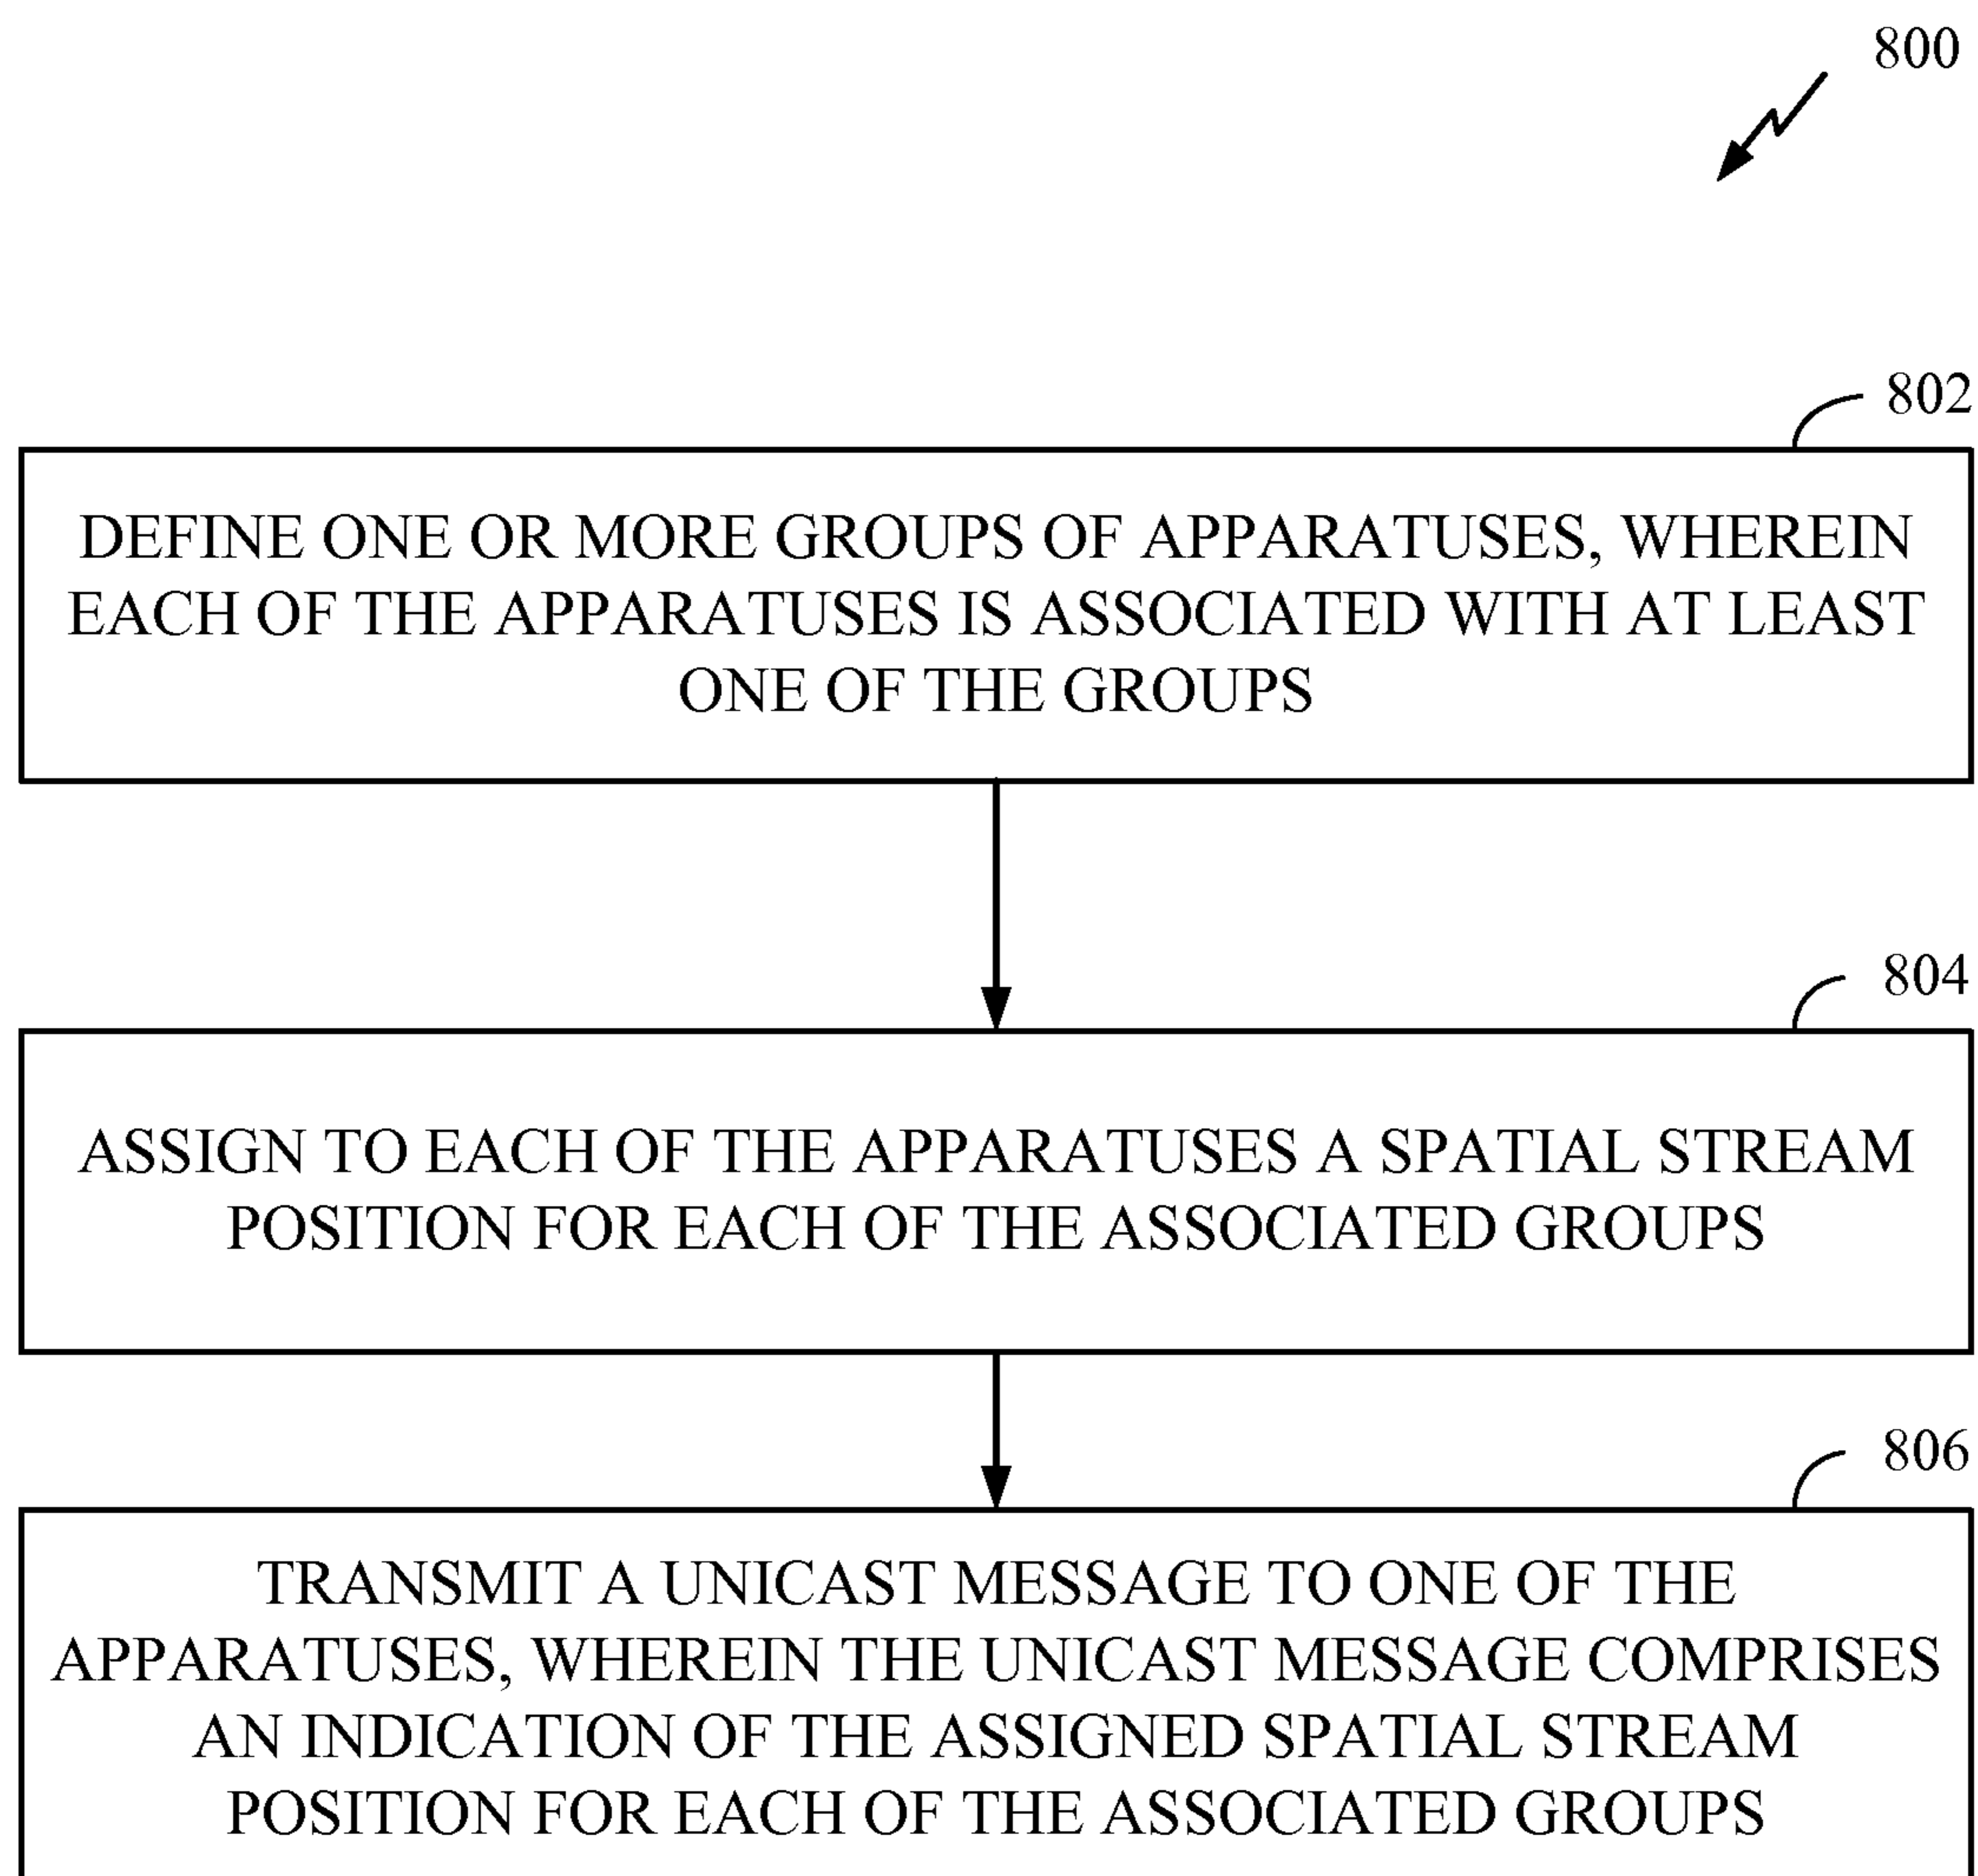 800
802
DEFINE ONE OR MORE GROUPS OF APPARATUSES, WHEREIN
EACH OF THE APPARATUSES IS ASSOCIATED WITH AT LEAST
ONE OF THE GROUPS
804
ASSIGN TO EACH OF THE APPARATUSES A SPATIAL STREAM
POSITION FOR EACH OF THE ASSOCIATED GROUPS
806
TRANSMIT A UNICAST MESSAGE TO ONE OF THE
APPARATUSES, WHEREIN THE UNICAST MESSAGE COMPRISES
AN INDICATION OF THE ASSIGNED SPATIAL STREAM
POSITION FOR EACH OF THE ASSOCIATED GROUPS